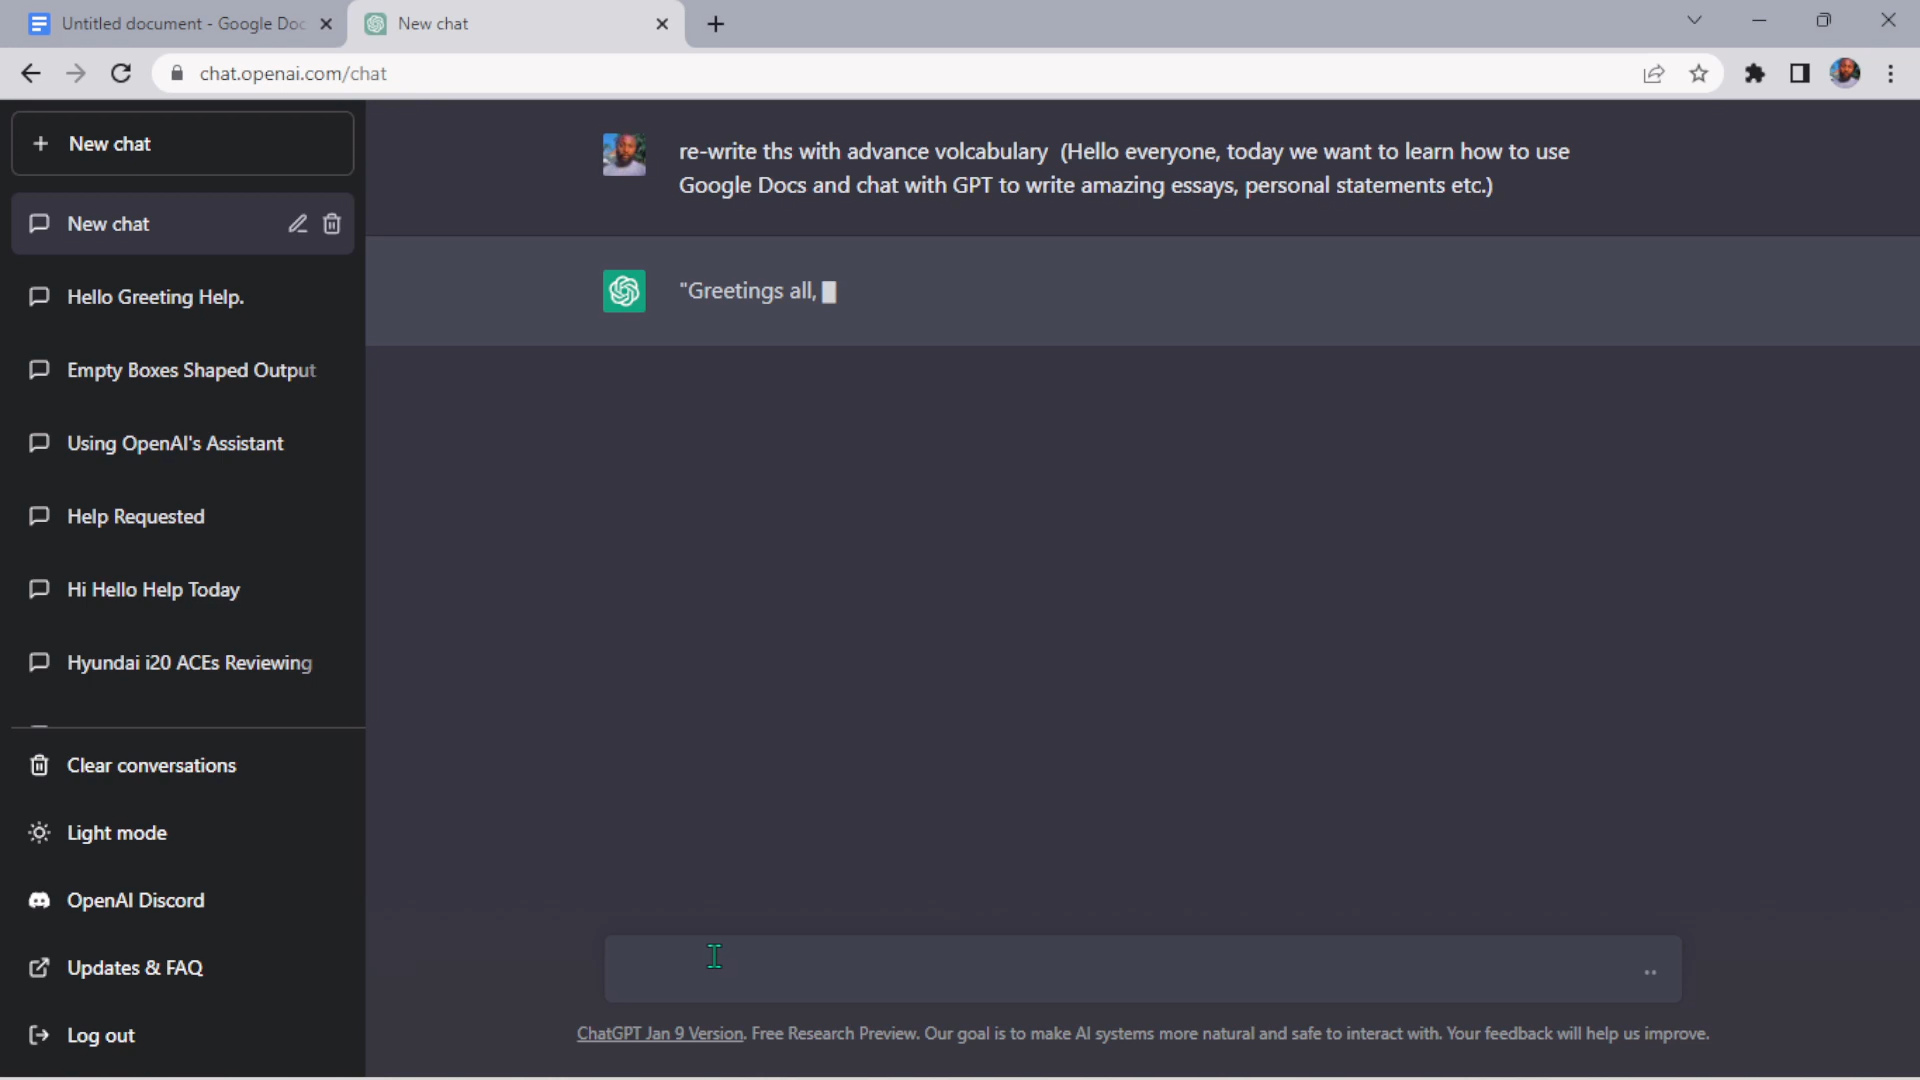 Untitled document - Google Doc
New chat
chat.openai.com/chat
New chat
New chat
Hello Greeting Help.
Empty Boxes Shaped Output
Using OpenAI's Assistant
Help Requested
Hi Hello Help Today
Hyundai i20 ACEs Reviewing
Clear conversations
Light mode
OpenAI Discord
Updates & FAQ
Log out
re-write ths with advance volcabulary (Hello everyone, today we want to learn how to use
Google Docs and chat with GPT to write amazing essays, personal statements etc.)
"Greetings all,
ChatGPT Jan 9 Version. Free Research Preview. Our goal is to make AI systems more natural and safe to interact with. Your feedback will help us improve.